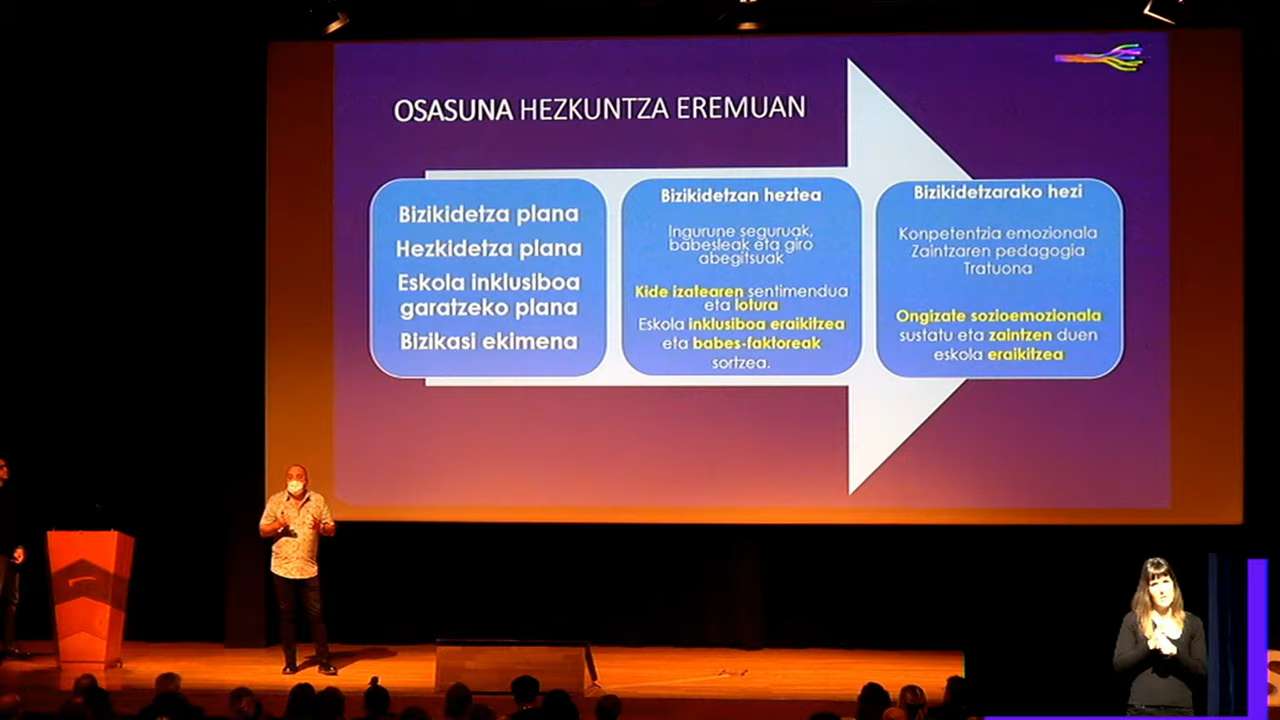 OSASUNA HEZKUNTZA EREMUAN
Bizikidetza plana
Hezkidetza plana
Eskola inklusiboa
garatzeko plana
Bizikasi ekimena
Bizikidetzan heztea
Ingurune seguruak,
babesleak eta giro
abegitsuak
Kide izatearen sentimendua
eta lotura
Eskola inklusiboa eraikitzea
eta babes-faktoreak
sortzea.
Bizikidetzarako hezi
Konpetentzia emozionala
Zaintzaren pedagogia
Tratuona
Ongizate sozioemozionala
sustatu eta zaintzen duen
eskola eraikitzea